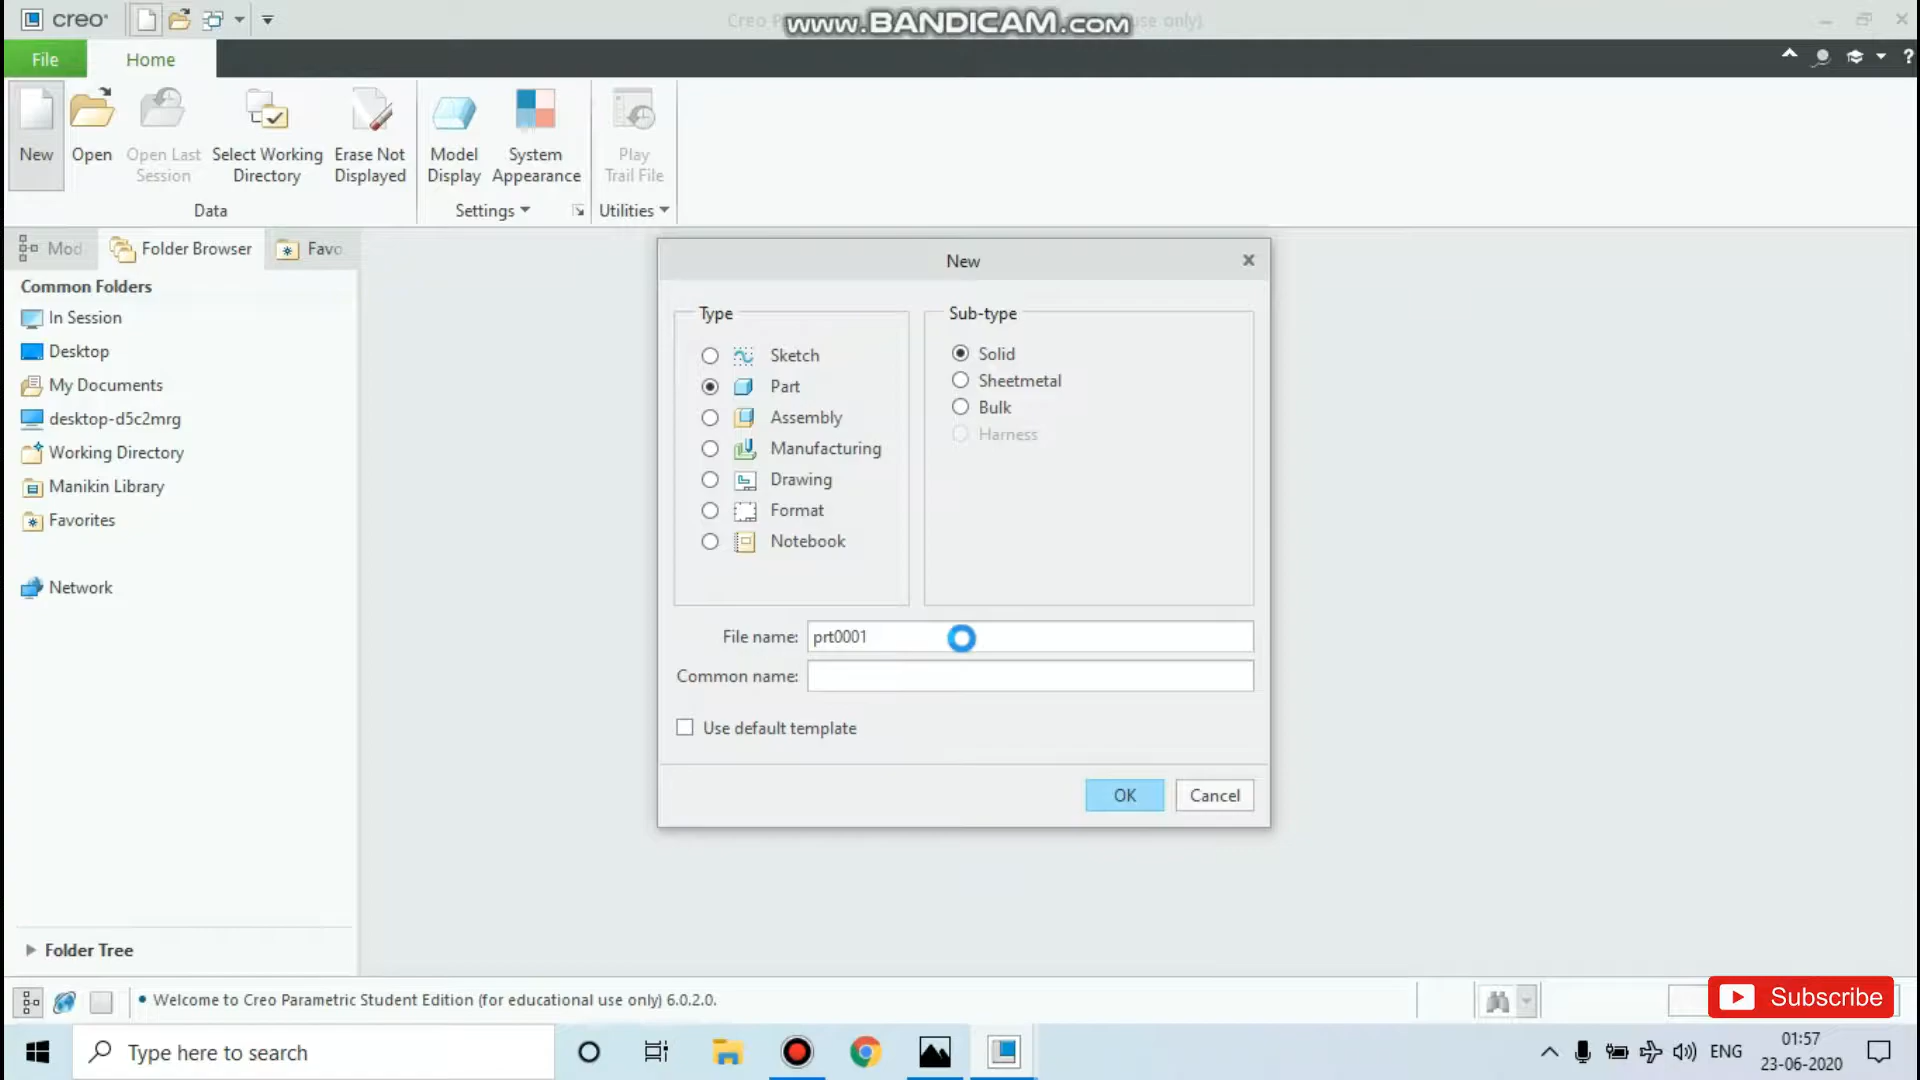 creo®
Creo P
use only)
www.BANDICAM.com
File
Home
?
New
Open
Open Last Session
Select Working Directory
Erase Not Displayed
Model Display
System Appearance
Play Trail File
Data
Settings
Utilities
Mod
Folder Browser
Favo
Common Folders
In Session
Desktop
My Documents
desktop-d5c2mrg
Working Directory
Manikin Library
Favorites
Network
Folder Tree
New
Type
Sketch
Part
Assembly
Manufacturing
Drawing
Format
Notebook
Sub-type
Solid
Sheetmetal
Bulk
Harness
File name:
prt0001
Common name:
Use default template
OK
Cancel
• Welcome to Creo Parametric Student Edition (for educational use only) 6.0.2.0.
Subscribe
Type here to search
ENG
01:57
23-06-2020